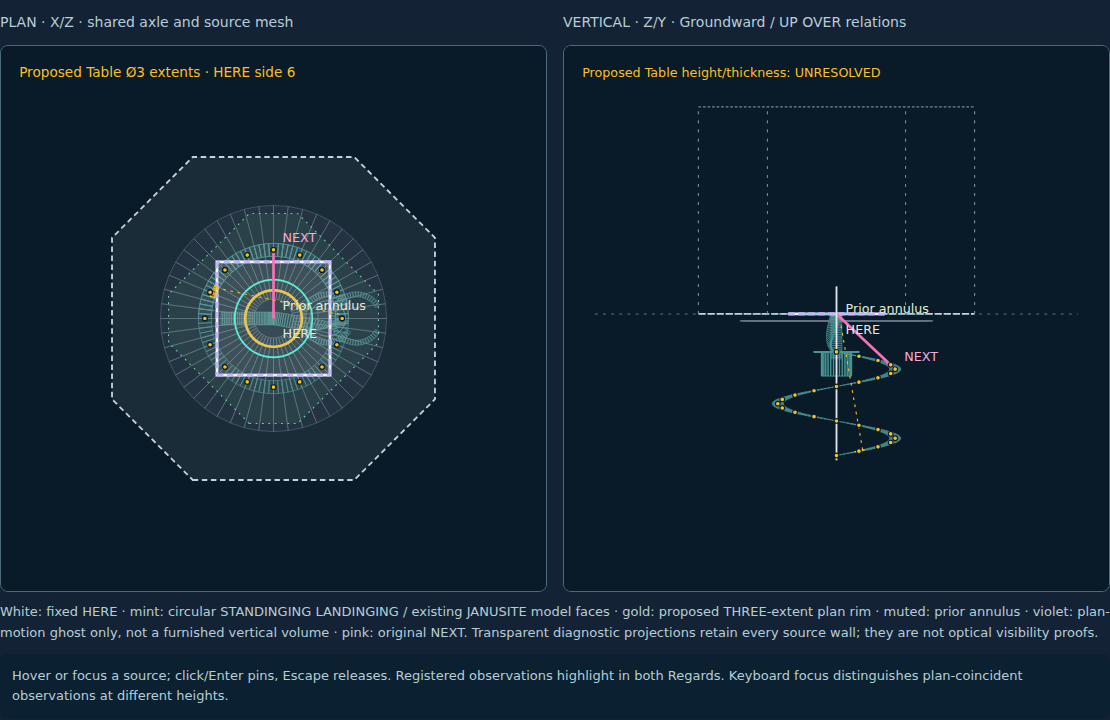 PLAN · X/Z · shared axle and source mesh
VERTICAL · Z/Y · Groundward / UP OVER relations
Proposed Table Ø3 extents · HERE side 6
Proposed Table height/thickness: UNRESOLVED
NEXT
Prior annulus
HERE
Prior annulus
HERE
NEXT
White: fixed HERE · mint: circular STANDING LANDING / existing JANUSITE model faces · gold: proposed THREE-extent plan rim · muted: prior annulus · violet: plan-
motion ghost only, not a furnished vertical volume · pink: original NEXT. Transparent diagnostic projections retain every source wall; they are not optical visibility proofs.
Hover or focus a source; click/Enter pins, Escape releases. Registered observations highlight in both Regards. Keyboard focus distinguishes plan-coincident
observations at different heights.